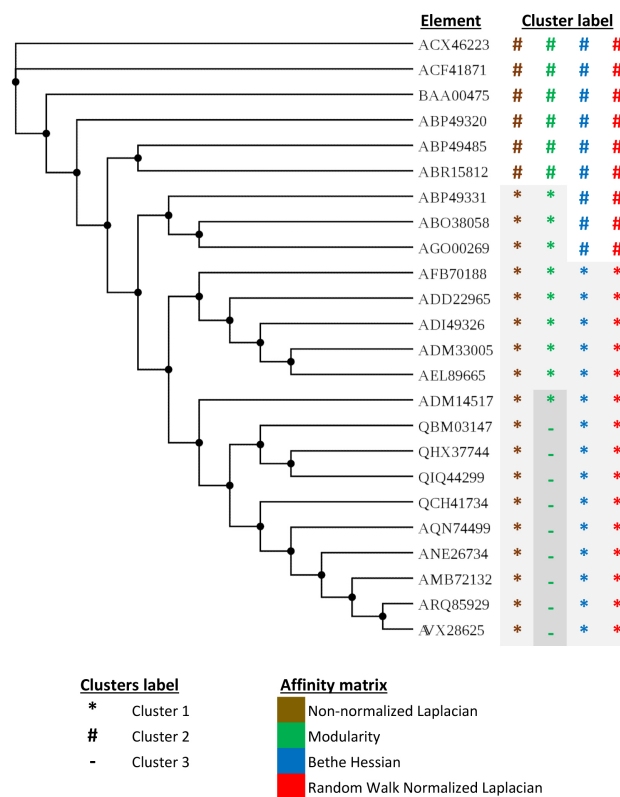 Element Cluster label
ACX46223 # # # #
ACF41871 # # # #
BAA00475 # # # #
ABP49320 # # # #
ABP49485 # # # #
ABR15812 # # # #
ABP49331 * * # #
ABO38058 * * # #
AGO00269 * * # #
AFB70188 * * * *
ADD22965 * * * *
ADI49326 * * * *
ADM33005 * * * *
AEL89665 * * * *
ADM14517 * * * *
QBM03147 * - * *
QHX37744 * - * *
QIQ44299 * - * *
QCH41734 * - * *
AQN74499 * - * *
ANE26734 * - * *
AMB72132 * - * *
ARQ85929 * - * *
AVX28625 * - * *
Clusters label
* Cluster 1
# Cluster 2
- Cluster 3
Affinity matrix
Non-normalized Laplacian
Modularity
Bethe Hessian
Random Walk Normalized Laplacian